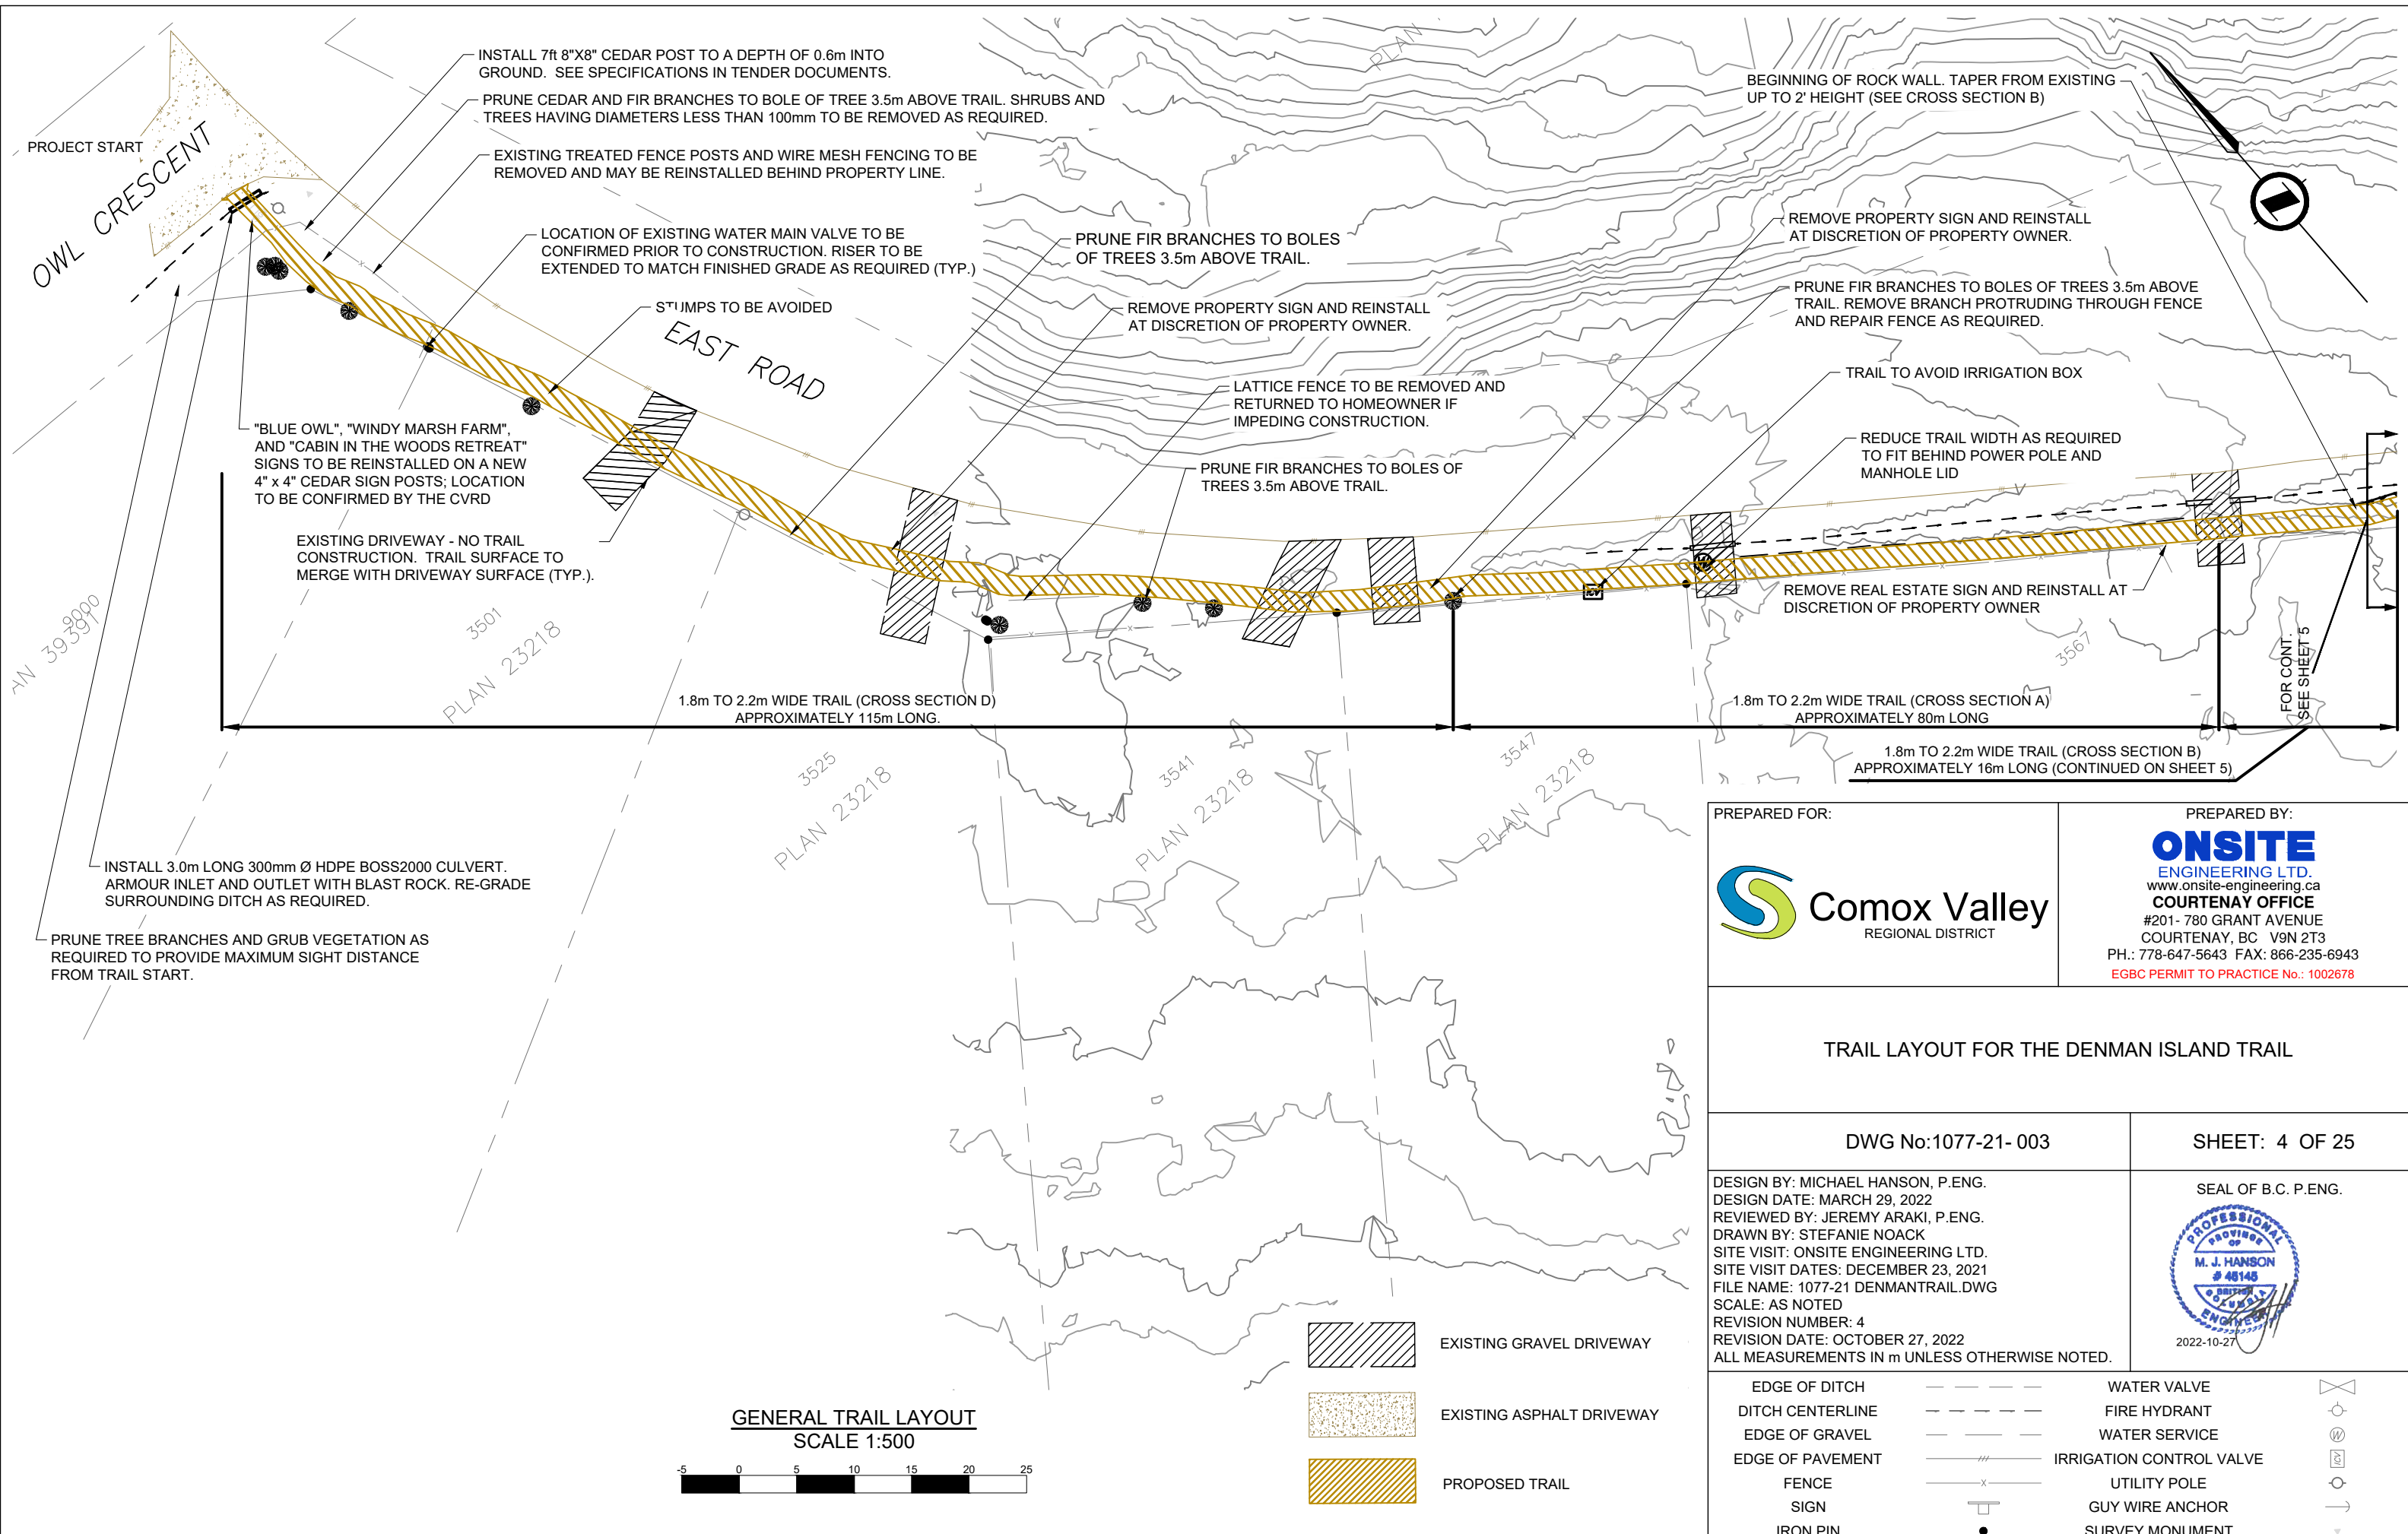 PLAN
INSTALL 7ft 8"X8" CEDAR POST TO A DEPTH OF 0.6m INTO
GROUND. SEE SPECIFICATIONS IN TENDER DOCUMENTS.
PRUNE CEDAR AND FIR BRANCHES TO BOLE OF TREE 3.5m ABOVE TRAIL. SHRUBS AND
TREES HAVING DIAMETERS LESS THAN 100mm TO BE REMOVED AS REQUIRED.
BEGINNING OF ROCK WALL. TAPER FROM EXISTING
UP TO 2' HEIGHT (SEE CROSS SECTION B)
PROJECT START
OWL CRESCENT
EXISTING TREATED FENCE POSTS AND WIRE MESH FENCING TO BE
REMOVED AND MAY BE REINSTALLED BEHIND PROPERTY LINE.
LOCATION OF EXISTING WATER MAIN VALVE TO BE
CONFIRMED PRIOR TO CONSTRUCTION. RISER TO BE
EXTENDED TO MATCH FINISHED GRADE AS REQUIRED (TYP.)
PRUNE FIR BRANCHES TO BOLES
OF TREES 3.5m ABOVE TRAIL.
REMOVE PROPERTY SIGN AND REINSTALL
AT DISCRETION OF PROPERTY OWNER.
STUMPS TO BE AVOIDED
EAST ROAD
REMOVE PROPERTY SIGN AND REINSTALL
AT DISCRETION OF PROPERTY OWNER.
PRUNE FIR BRANCHES TO BOLES OF TREES 3.5m ABOVE
TRAIL. REMOVE BRANCH PROTRUDING THROUGH FENCE
AND REPAIR FENCE AS REQUIRED.
LATTICE FENCE TO BE REMOVED AND
RETURNED TO HOMEOWNER IF
IMPEDING CONSTRUCTION.
TRAIL TO AVOID IRRIGATION BOX
"BLUE OWL", "WINDY MARSH FARM",
AND "CABIN IN THE WOODS RETREAT"
SIGNS TO BE REINSTALLED ON A NEW
4" x 4" CEDAR SIGN POSTS; LOCATION
TO BE CONFIRMED BY THE CVRD
PRUNE FIR BRANCHES TO BOLES OF
TREES 3.5m ABOVE TRAIL.
REDUCE TRAIL WIDTH AS REQUIRED
TO FIT BEHIND POWER POLE AND
MANHOLE LID
EXISTING DRIVEWAY - NO TRAIL
CONSTRUCTION. TRAIL SURFACE TO
MERGE WITH DRIVEWAY SURFACE (TYP.).
REMOVE REAL ESTATE SIGN AND REINSTALL AT
DISCRETION OF PROPERTY OWNER
9000
AN 39391
3501
PLAN 23218
3567
FOR CONT.
SEE SHEET 5
1.8m TO 2.2m WIDE TRAIL (CROSS SECTION D)
APPROXIMATELY 115m LONG.
1.8m TO 2.2m WIDE TRAIL (CROSS SECTION A)
APPROXIMATELY 80m LONG
1.8m TO 2.2m WIDE TRAIL (CROSS SECTION B)
APPROXIMATELY 16m LONG (CONTINUED ON SHEET 5)
3525
PLAN 23218
3541
PLAN 23218
3547
PLAN 23218
INSTALL 3.0m LONG 300mm Ø HDPE BOSS2000 CULVERT.
ARMOUR INLET AND OUTLET WITH BLAST ROCK. RE-GRADE
SURROUNDING DITCH AS REQUIRED.
PRUNE TREE BRANCHES AND GRUB VEGETATION AS
REQUIRED TO PROVIDE MAXIMUM SIGHT DISTANCE
FROM TRAIL START.
PREPARED FOR:
Comox Valley
REGIONAL DISTRICT
PREPARED BY:
ONSITE
ENGINEERING LTD.
www.onsite-engineering.ca
COURTENAY OFFICE
#201- 780 GRANT AVENUE
COURTENAY, BC V9N 2T3
PH.: 778-647-5643 FAX: 866-235-6943
EGBC PERMIT TO PRACTICE No.: 1002678
TRAIL LAYOUT FOR THE DENMAN ISLAND TRAIL
DWG No:1077-21- 003
SHEET: 4 OF 25
DESIGN BY: MICHAEL HANSON, P.ENG.
DESIGN DATE: MARCH 29, 2022
REVIEWED BY: JEREMY ARAKI, P.ENG.
DRAWN BY: STEFANIE NOACK
SITE VISIT: ONSITE ENGINEERING LTD.
SITE VISIT DATES: DECEMBER 23, 2021
FILE NAME: 1077-21 DENMANTRAIL.DWG
SCALE: AS NOTED
REVISION NUMBER: 4
REVISION DATE: OCTOBER 27, 2022
ALL MEASUREMENTS IN m UNLESS OTHERWISE NOTED.
SEAL OF B.C. P.ENG.
PROFESSIONAL
PROVINCE
OF
M. J. HANSON
# 45145
BRITISH
COLUMBIA
ENGINEER
2022-10-27
EXISTING GRAVEL DRIVEWAY
EXISTING ASPHALT DRIVEWAY
PROPOSED TRAIL
GENERAL TRAIL LAYOUT
SCALE 1:500
-5 0 5 10 15 20 25
EDGE OF DITCH
DITCH CENTERLINE
EDGE OF GRAVEL
EDGE OF PAVEMENT
FENCE
SIGN
IRON PIN
WATER VALVE
FIRE HYDRANT
WATER SERVICE
IRRIGATION CONTROL VALVE
UTILITY POLE
GUY WIRE ANCHOR
SURVEY MONUMENT